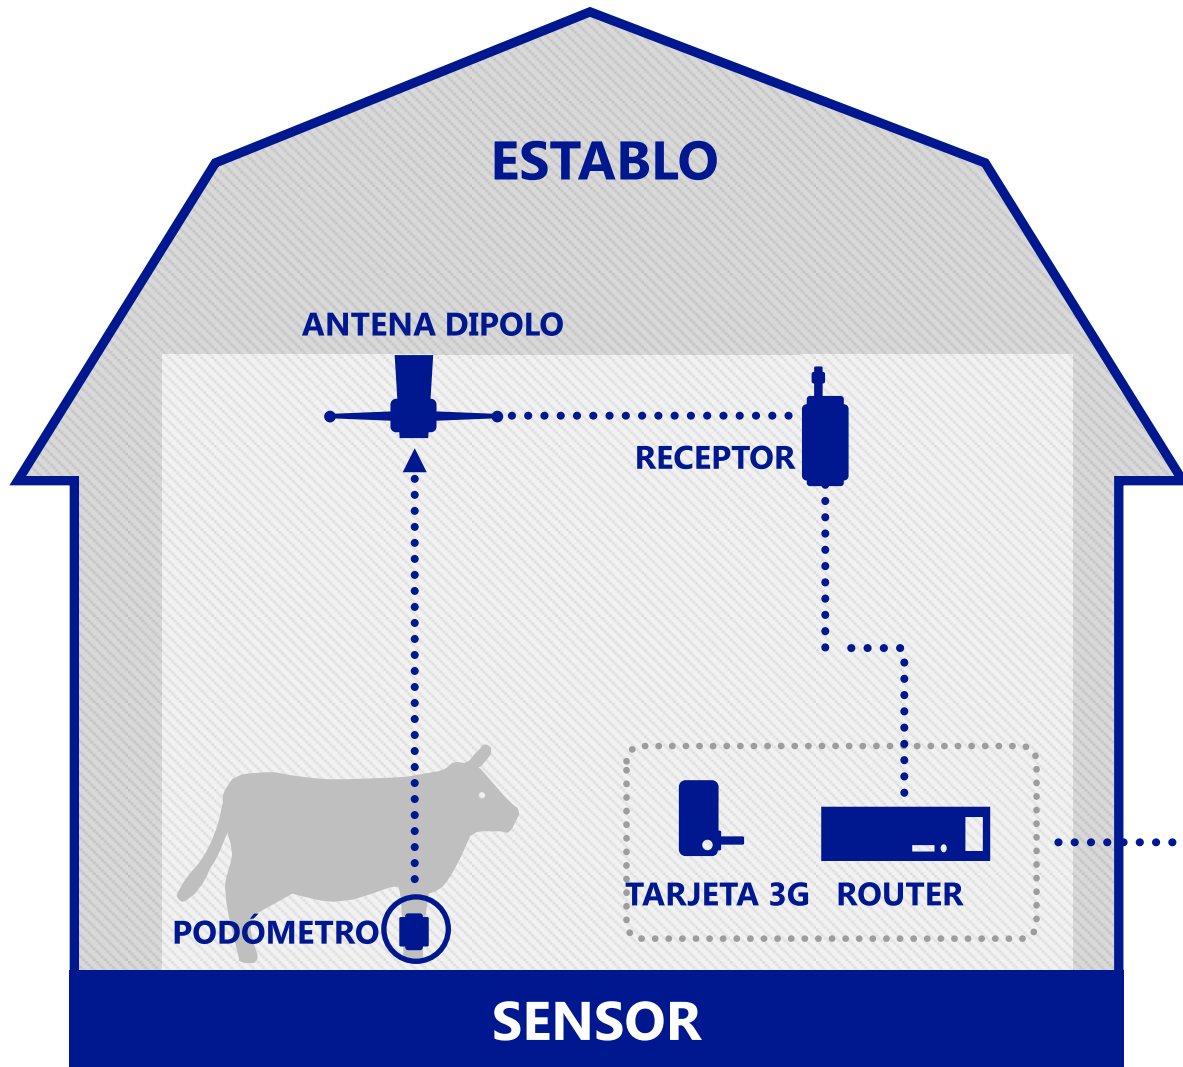 ESTABLO
ANTENA DIPOLO
RECEPTOR
TARJETA 3G
ROUTER
PODÓMETRO
SENSOR